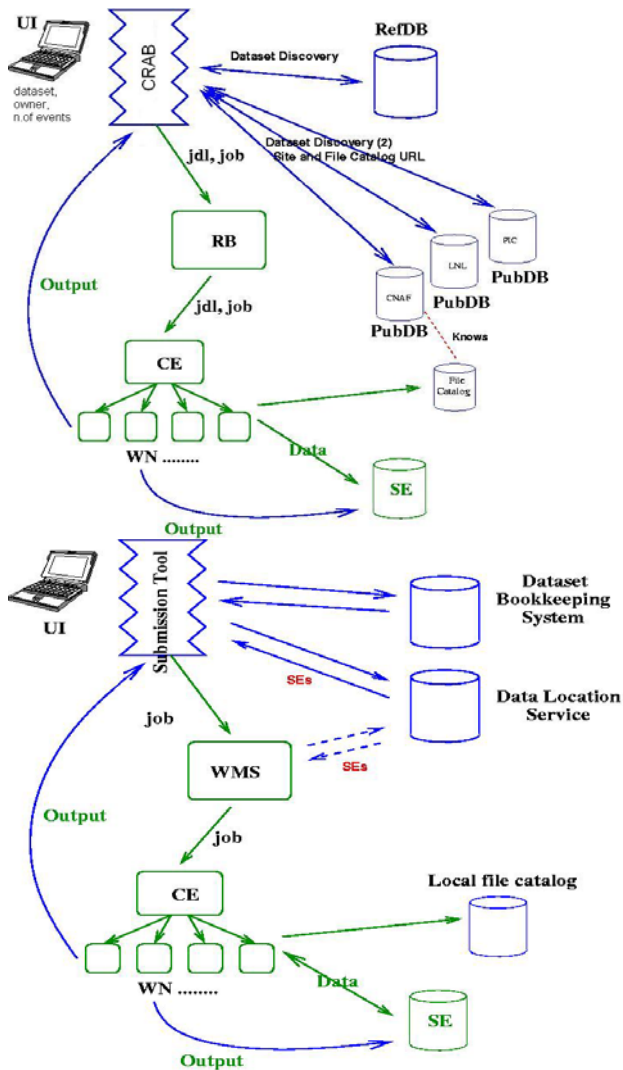 UI
RefDB
CRAB
Dataset Discovery
dataset,
owner,
n.of events
Dataset Discovery (2)
Site and File Catalog URL
jdl, job
PIC
RB
LNL
PubDB
Output
CNAF
PubDB
jdl, job
PubDB
Knows
CE
File
Catalog
Data
WN ........
SE
Output
UI
Submission Tool
Dataset
Bookkeeping
System
SEs
Data Location
Service
job
WMS
SEs
Output
job
CE
Local file catalog
Data
WN ........
SE
Output